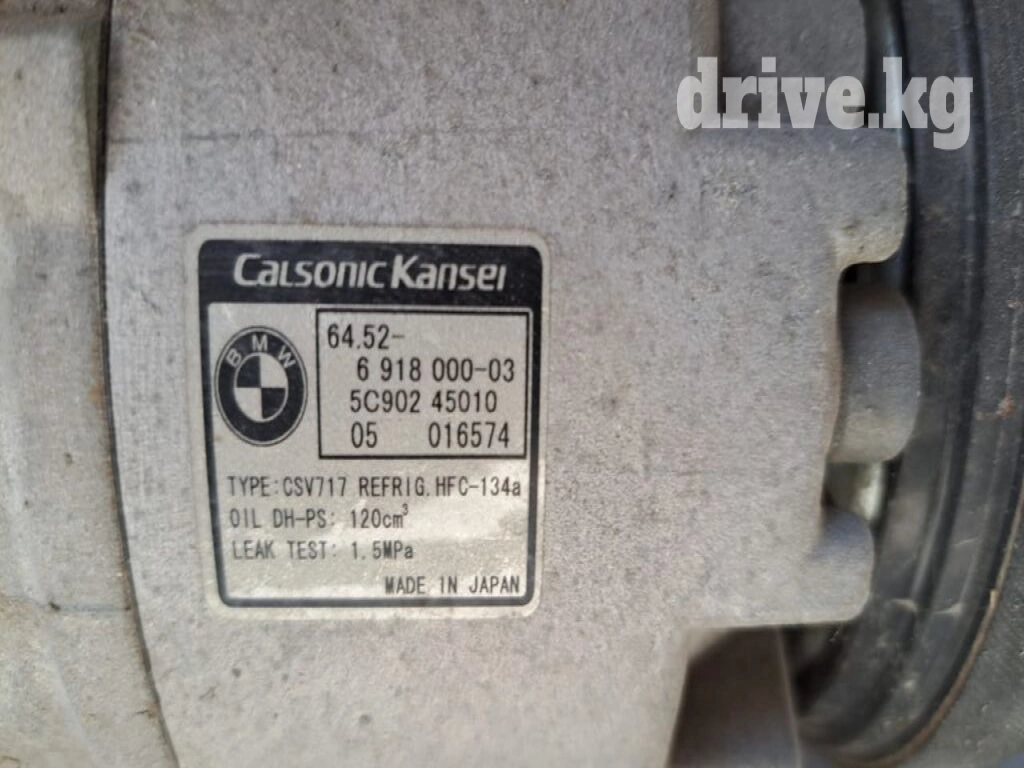 drive.kg
Calsonic Kansei
BMW
64.52-
6 918 000-03
5C902 45010
05 016574
TYPE:CSV717 REFRIG.HFC-134a
OIL DH-PS: 120cm³
LEAK TEST: 1.5MPa
MADE IN JAPAN